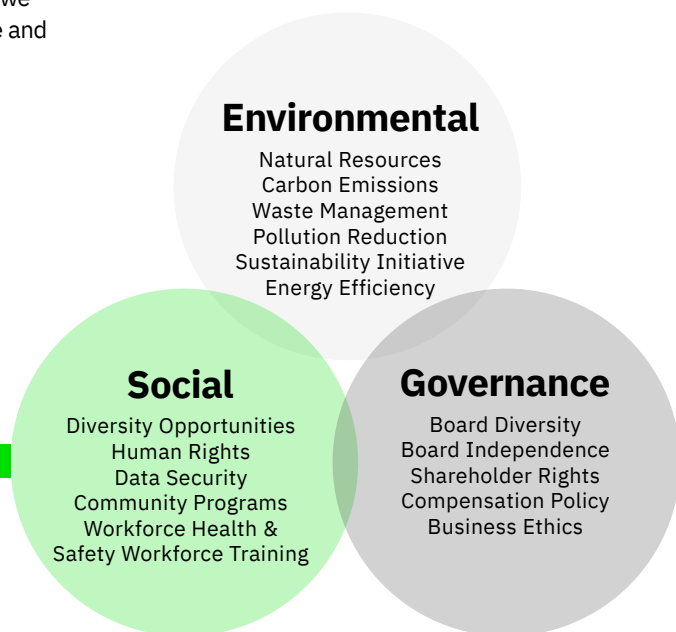 we
and
Environmental
Natural Resources
Carbon Emissions
Waste Management
Pollution Reduction
Sustainability Initiative
Energy Efficiency
Social
Diversity Opportunities
Human Rights
Data Security
Community Programs
Workforce Health &
Safety Workforce Training
Governance
Board Diversity
Board Independence
Shareholder Rights
Compensation Policy
Business Ethics